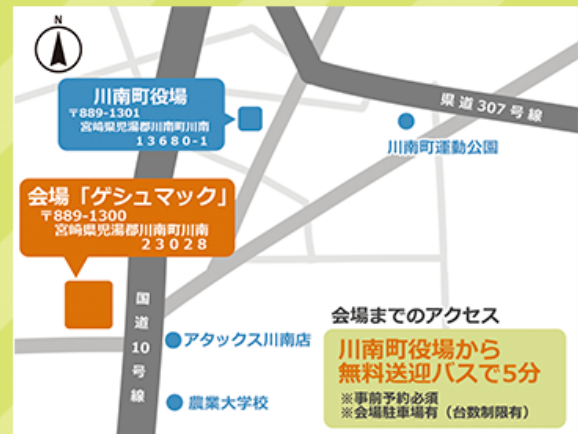 N
川南町役場
〒889-1301
宮崎県児湯郡川南町川南
13680-1
県道307号線
川南町運動公園
会場「ゲシュマック」
〒889-1300
宮崎県児湯郡川南町川南
23028
国道10号線
アタックス川南店
農業大学校
会場までのアクセス
川南町役場から
無料送迎バスで5分
※事前予約必須
※会場駐車場有（台数制限有）